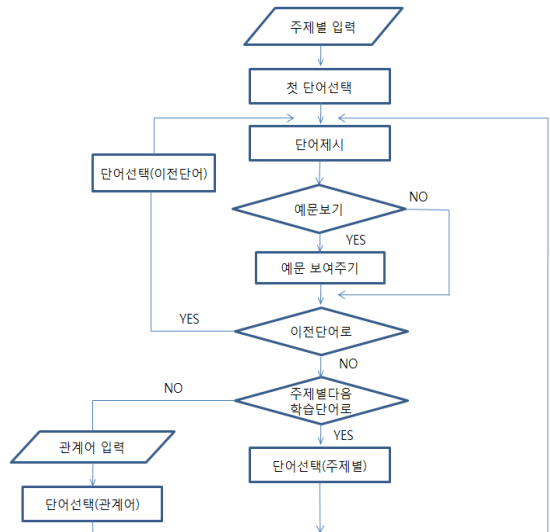 주제별 입력
첫 단어선택
단어제시
단어선택(이전단어)
예문보기
NO
YES
예문 보여주기
YES
이전단어로
NO
NO
주제별다음
학습단어로
YES
관계어 입력
단어선택(주제별)
단어선택(관계어)